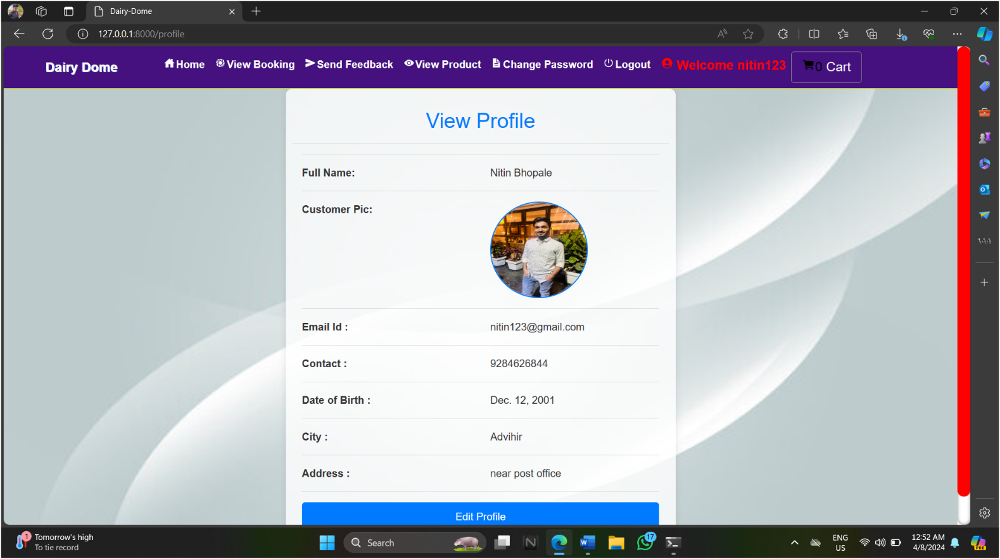 Dairy-Dome
127.0.0.1:8000/profile
Dairy Dome Home View Booking Send Feedback View Product Change Password Logout Welcome nitin123 0 Cart
View Profile
Full Name: Nitin Bhopale
Customer Pic:
Email Id : nitin123@gmail.com
Contact : 9284626844
Date of Birth : Dec. 12, 2001
City : Advihir
Address : near post office
Edit Profile
1 Tomorrow's high
To tie record
Search
17
ENG
US
12:52 AM
4/8/2024
PRE